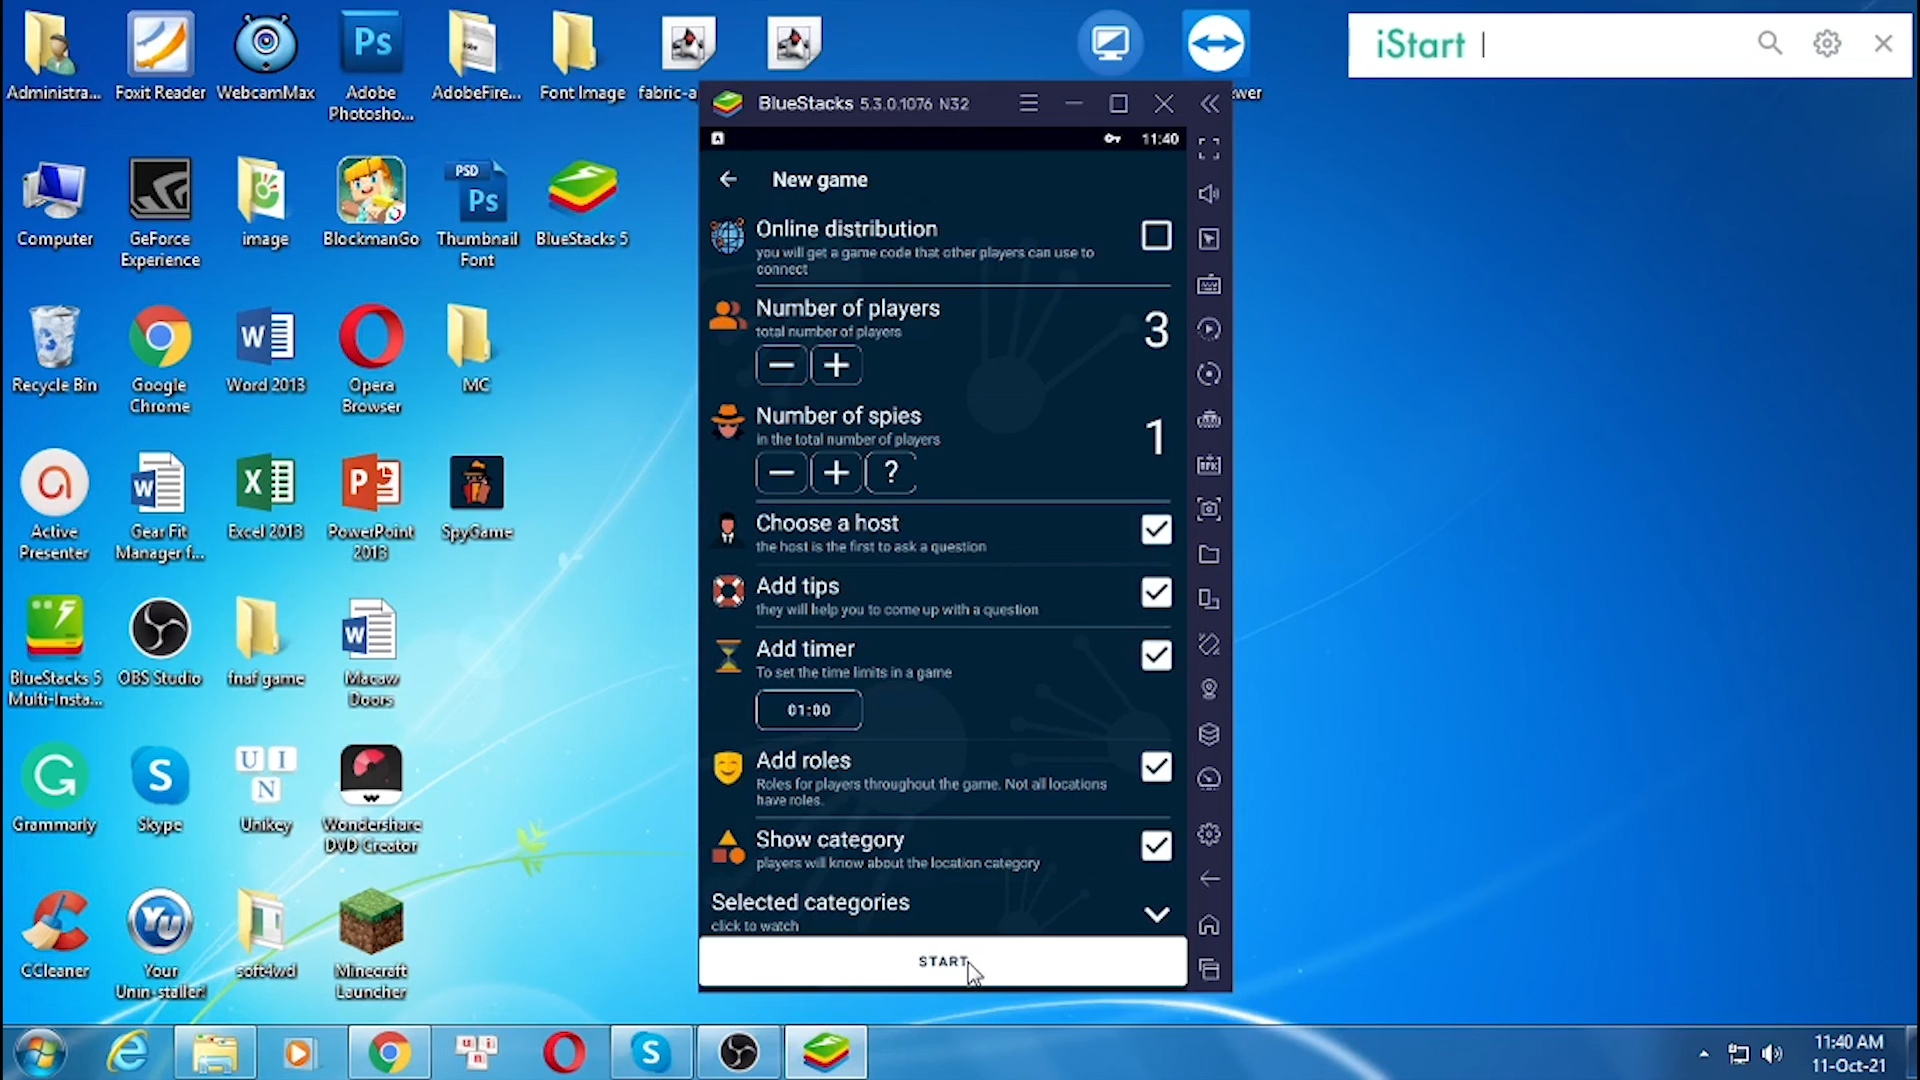 iStart
Administra...
Foxit Reader
WebcamMax
Ps
Adobe
Photosho...
AdobeFire...
Font Image
fabric-a
ewer
BlueStacks 5.3.0.1076 N32
11:40
New game
Online distribution
you will get a game code that other players can use to
connect
Number of players
total number of players
3
Number of spies
in the total number of players
1
?
Choose a host
the host is the first to ask a question
Add tips
they will help you to come up with a question
Add timer
To set the time limits in a game
01:00
Add roles
Roles for players throughout the game. Not all locations
have roles.
Show category
players will know about the location category
Selected categories
click to watch
START
Computer
GeForce
Experience
image
BlockmanGo
PSD
Ps
Thumbnail
Font
BlueStacks 5
Recycle Bin
Google
Chrome
Word 2013
Opera
Browser
MC
Active
Presenter
Gear Fit
Manager f...
Excel 2013
PowerPoint
2013
SpyGame
BlueStacks 5
Multi-Insta...
OBS Studio
fnaf game
Macaw
Doors
Grammarly
Skype
U I
N
Unikey
Wondershare
DVD Creator
CCleaner
Your
Unin-staller!
soft4wd
Minecraft
Launcher
11:40 AM
11-Oct-21